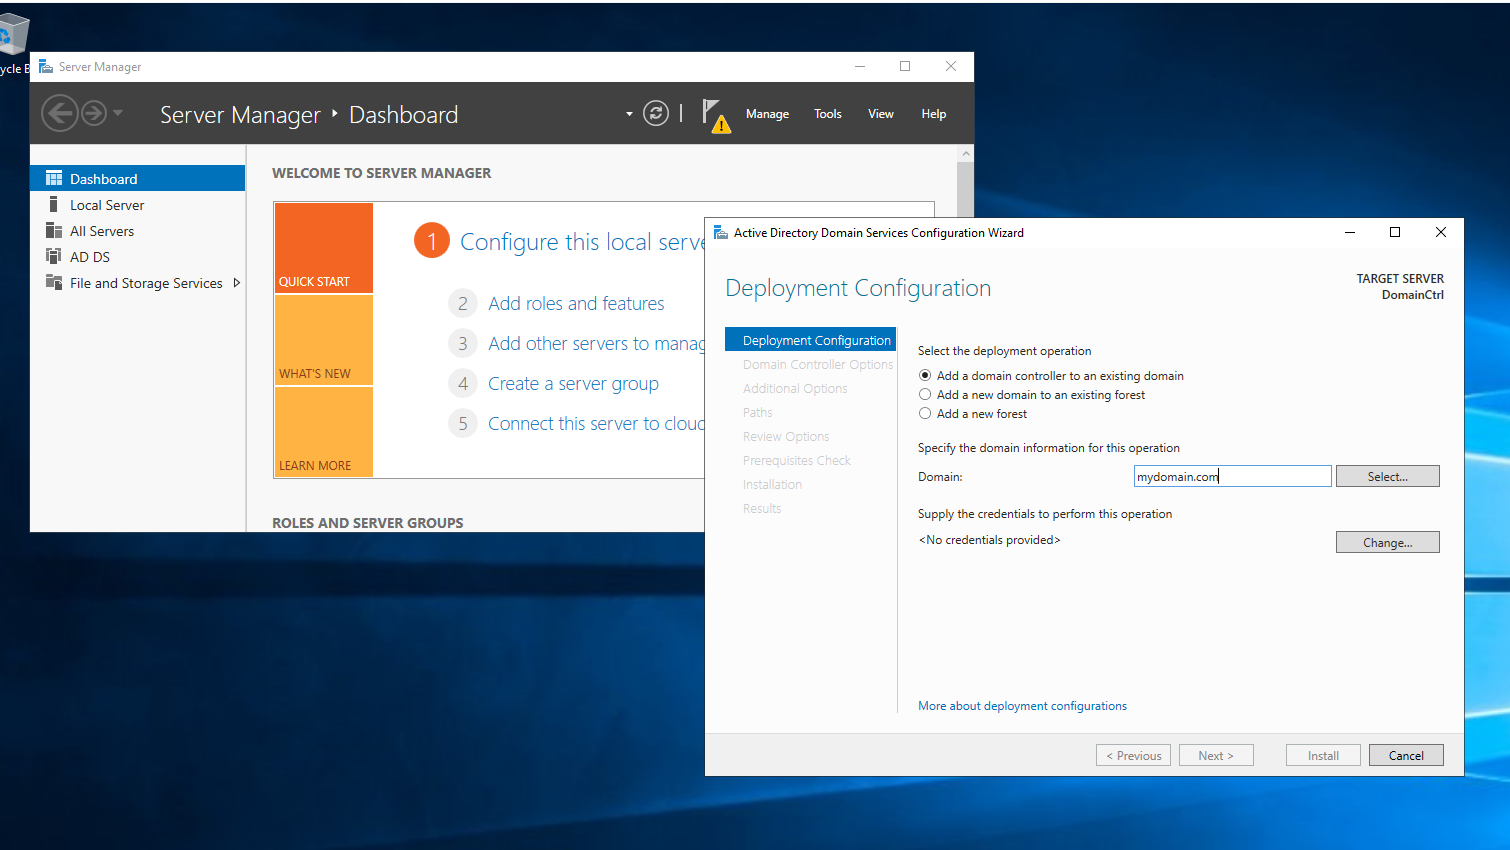 ycle B
Server Manager
Server Manager ‣ Dashboard
Manage
Tools
View
Help
Dashboard
Local Server
All Servers
AD DS
File and Storage Services
WELCOME TO SERVER MANAGER
QUICK START
WHAT'S NEW
LEARN MORE
1 Configure this local serve
2 Add roles and features
3 Add other servers to manag
4 Create a server group
5 Connect this server to cloud
ROLES AND SERVER GROUPS
Active Directory Domain Services Configuration Wizard
Deployment Configuration
TARGET SERVER
DomainCtrl
Deployment Configuration
Domain Controller Options
Additional Options
Paths
Review Options
Prerequisites Check
Installation
Results
Select the deployment operation
Add a domain controller to an existing domain
Add a new domain to an existing forest
Add a new forest
Specify the domain information for this operation
Domain:
mydomain.com
Select...
Supply the credentials to perform this operation
<No credentials provided>
Change...
More about deployment configurations
< Previous
Next >
Install
Cancel